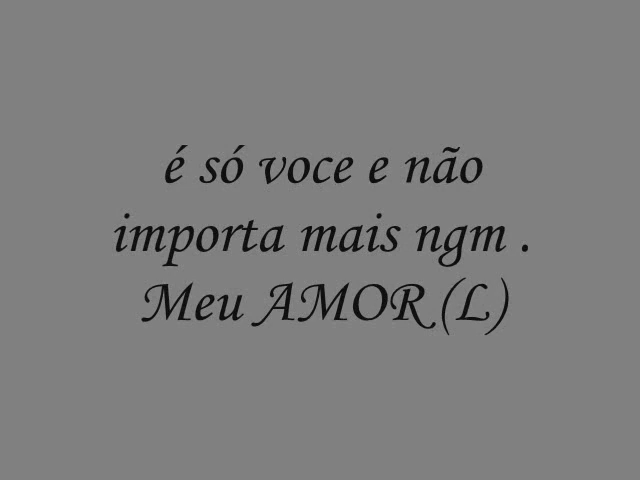 é só voce e não
importa mais ngm .
Meu AMOR (L)